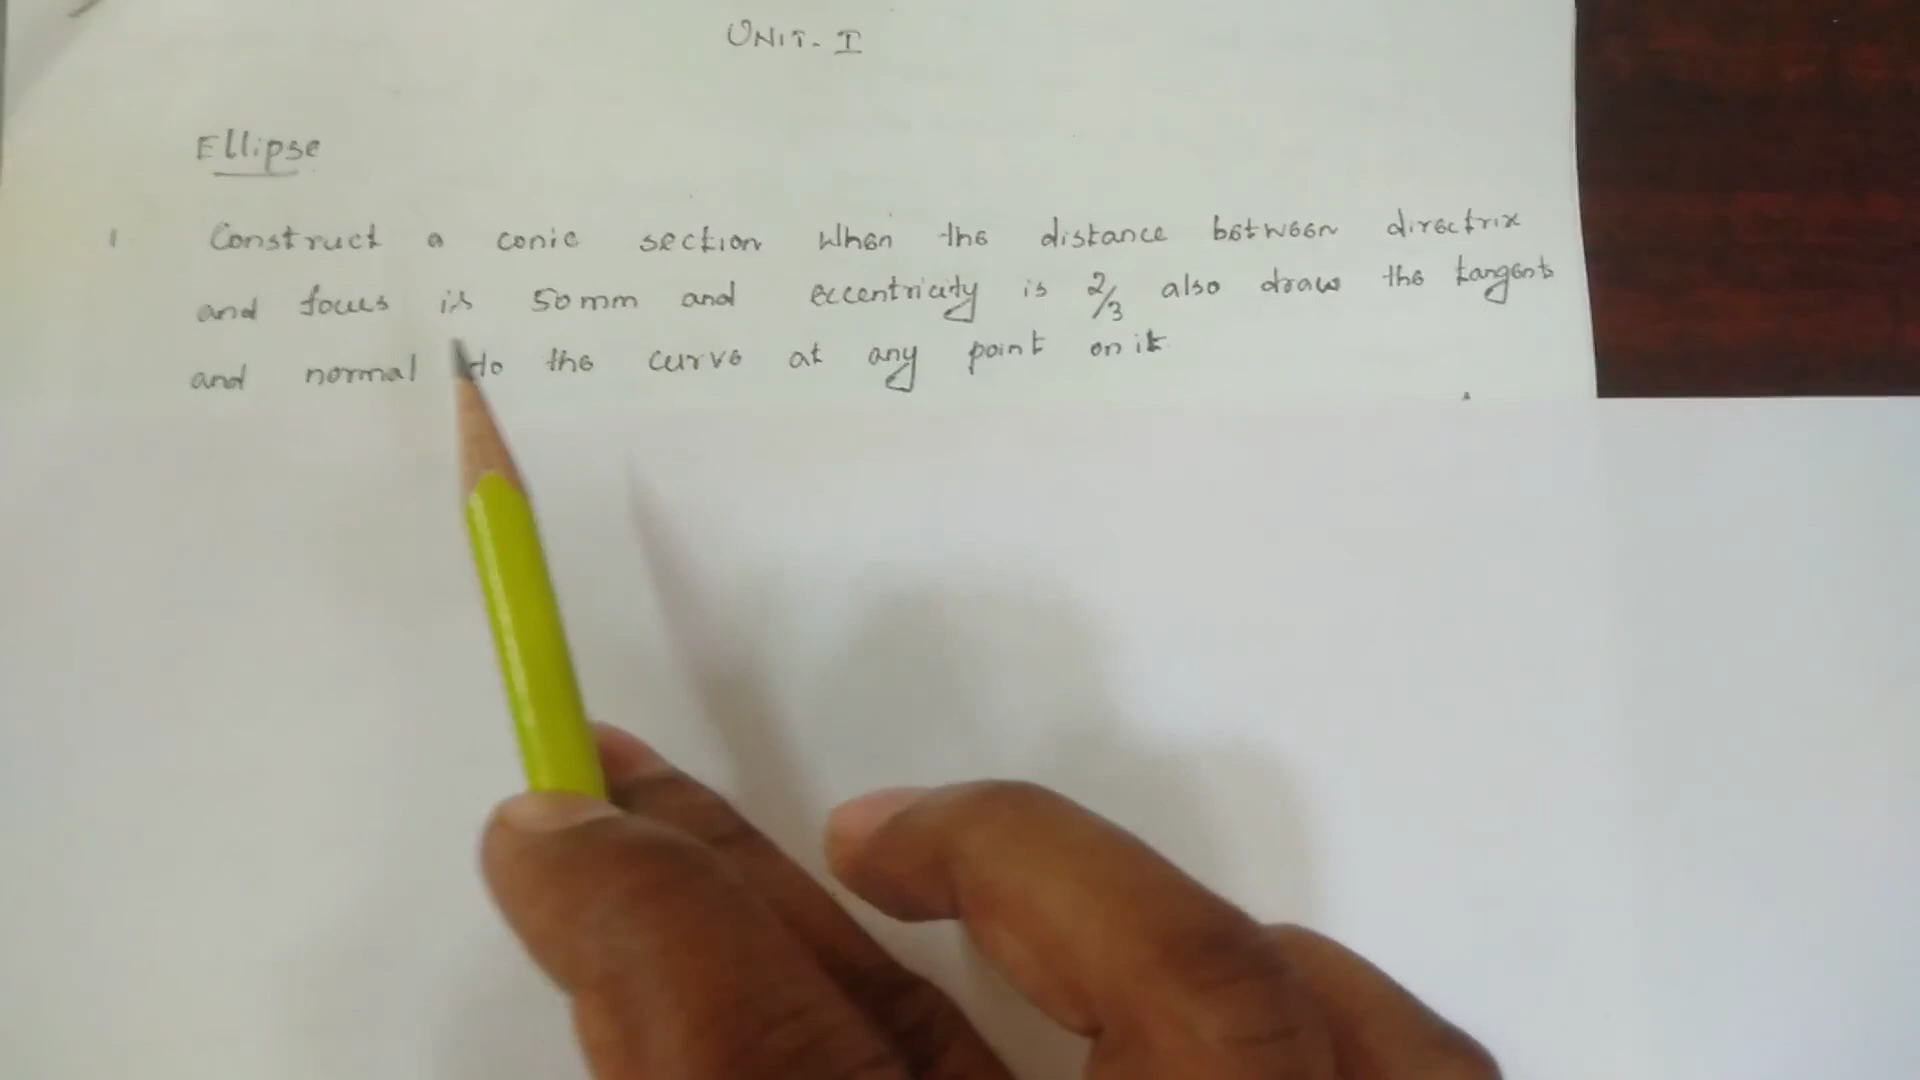 UNIT - I
Ellipse
1 Construct a conic section when the distance between directrix
and focus is 50mm and eccentricity is 2/3 also draw the tangents
and normal to the curve at any point on it